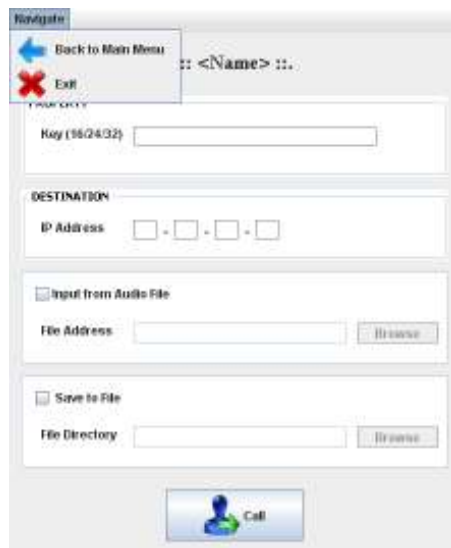 Navigate
Back to Main Menu
Exit
:: <Name> ::.
PROPERTY
Key (16/24/32)
DESTINATION
IP Address
Input from Audio File
File Address
Browse
Save to File
File Directory
Browse
Call